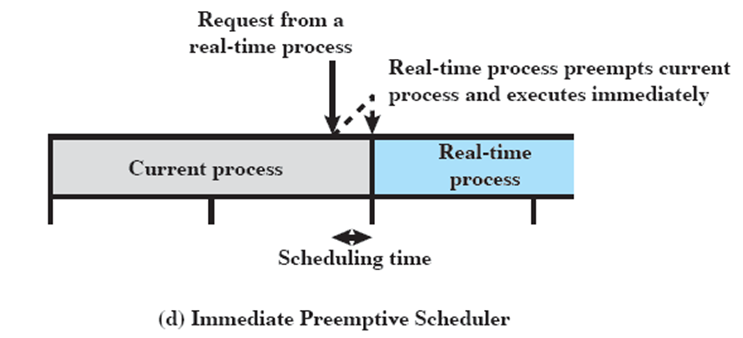 Request from a
real-time process
Real-time process preempts current
process and executes immediately
Current process
Real-time
process
Scheduling time
(d) Immediate Preemptive Scheduler